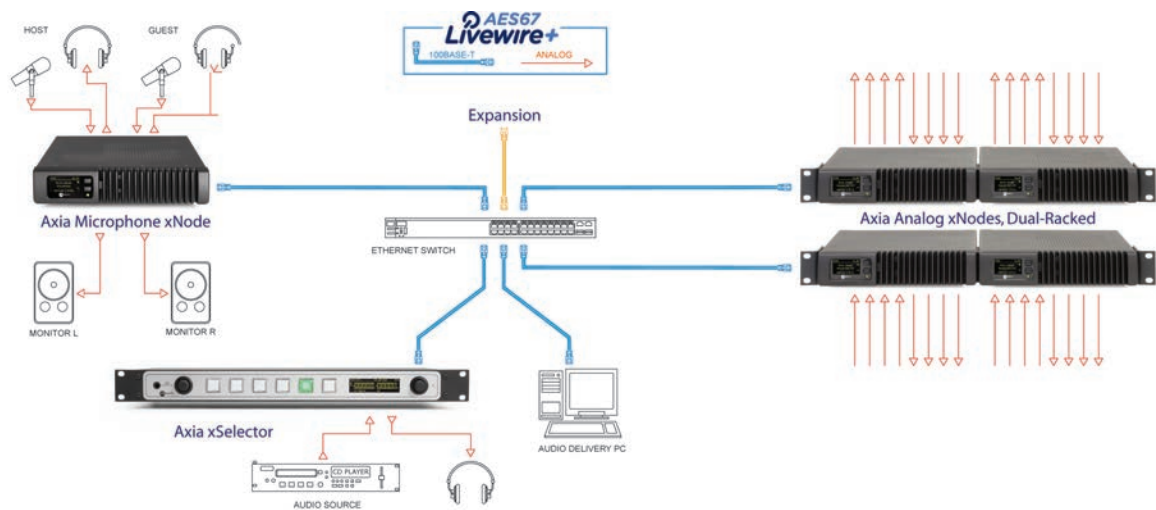 HOST
GUEST
AES67
Livewire+
100BASE-T
ANALOG
Expansion
Axia Microphone xNode
ETHERNET SWITCH
Axia Analog xNodes, Dual-Racked
MONITOR L
MONITOR R
Axia xSelector
AUDIO DELIVERY PC
CD PLAYER
AUDIO SOURCE